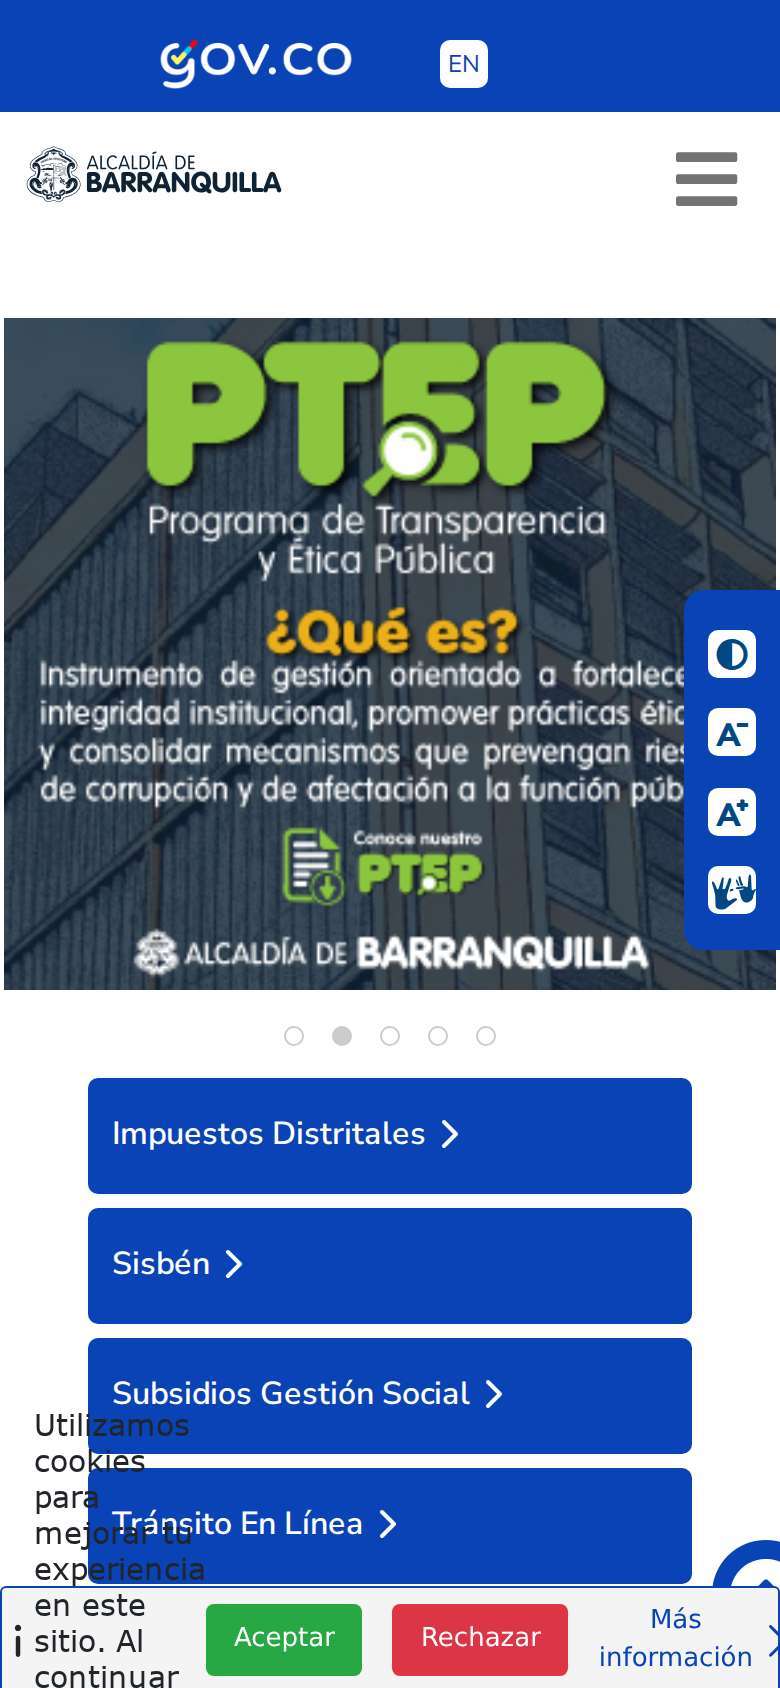 GOV.CO
EN
ALCALDÍA DE
BARRANQUILLA
PTEP
Programa de Transparencia
y Ética Pública
¿Qué es?
Instrumento de gestión orientado a fortalece
integridad institucional, promover prácticas étic
y consolidar mecanismos que prevengan ries
de corrupción y de afectación a la función púb
Conoce nuestro
PTEP
ALCALDÍA DE BARRANQUILLA
A-
A+
Impuestos Distritales
Sisbén
Subsidios Gestión Social
Tránsito En Línea
Utilizamos
cookies
para
mejorar tu
experiencia
en este
sitio. Al
continuar
i
Aceptar
Rechazar
Más
información